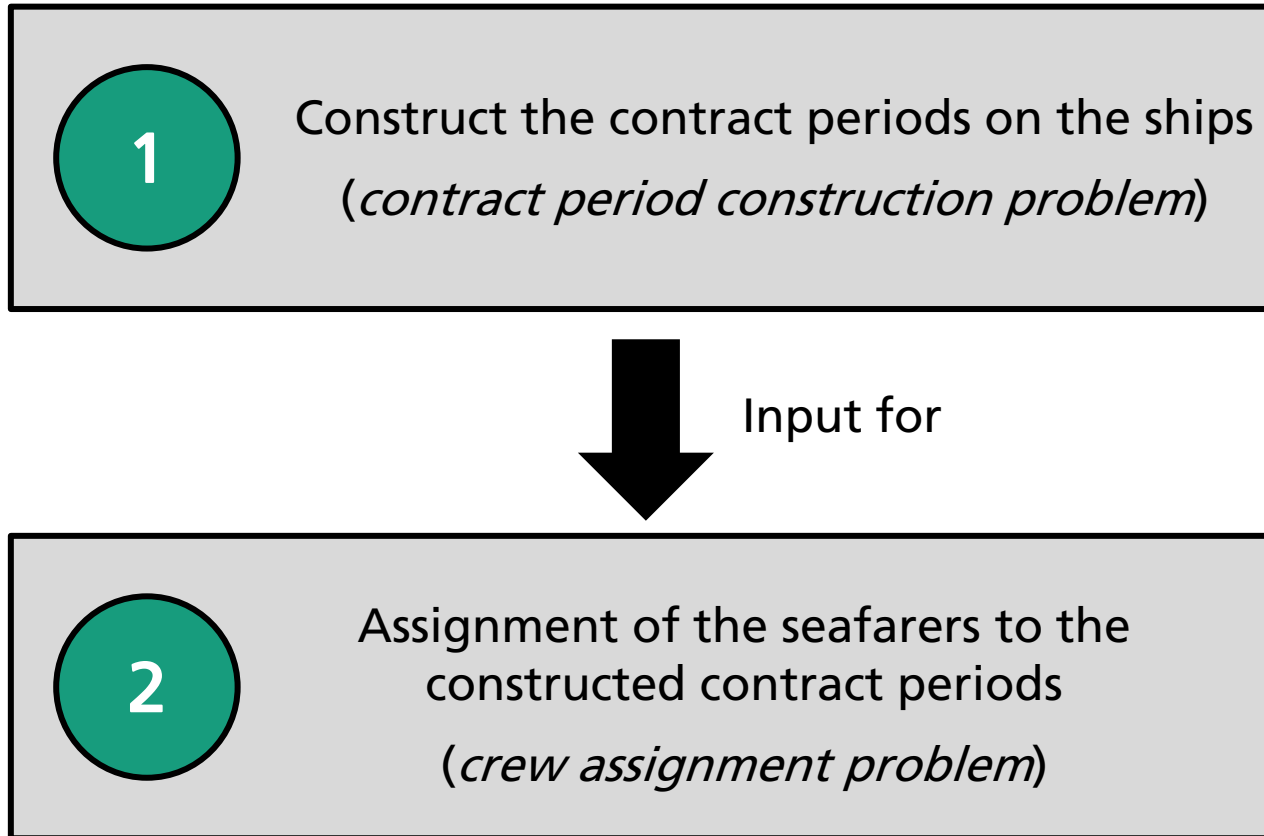 1
Construct the contract periods on the ships
(contract period construction problem)
Input for
2
Assignment of the seafarers to the
constructed contract periods
(crew assignment problem)